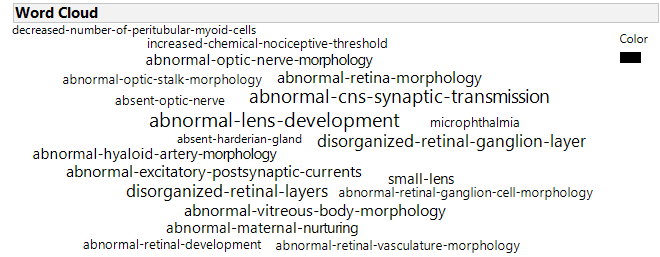 Word Cloud
decreased-number-of-peritubular-myoid-cells
Color
increased-chemical-nociceptive-threshold
abnormal-optic-nerve-morphology
abnormal-optic-stalk-morphology abnormal-retina-morphology
absent-optic-nerve abnormal-cns-synaptic-transmission
abnormal-lens-development microphthalmia
absent-harderian-gland disorganized-retinal-ganglion-layer
abnormal-hyaloid-artery-morphology
abnormal-excitatory-postsynaptic-currents small-lens
disorganized-retinal-layers abnormal-retinal-ganglion-cell-morphology
abnormal-vitreous-body-morphology
abnormal-maternal-nurturing
abnormal-retinal-development abnormal-retinal-vasculature-morphology